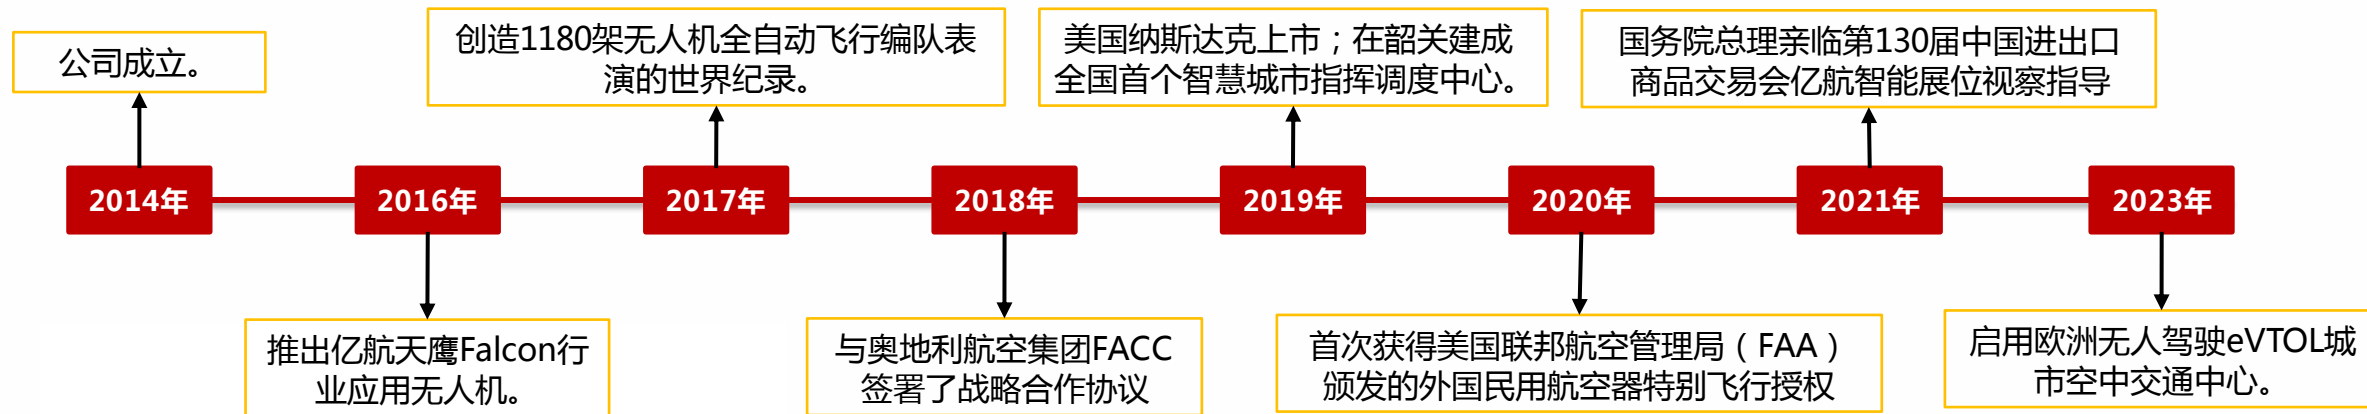 公司成立。
创造1180架无人机全自动飞行编队表
演的世界纪录。
美国纳斯达克上市；在韶关建成
全国首个智慧城市指挥调度中心。
国务院总理亲临第130届中国进出口
商品交易会亿航智能展位视察指导
2014年
2016年
2017年
2018年
2019年
2020年
2021年
2023年
推出亿航天鹰Falcon行
业应用无人机。
与奥地利航空集团FACC
签署了战略合作协议
首次获得美国联邦航空管理局（FAA）
颁发的外国民用航空器特别飞行授权
启用欧洲无人驾驶eVTOL城
市空中交通中心。